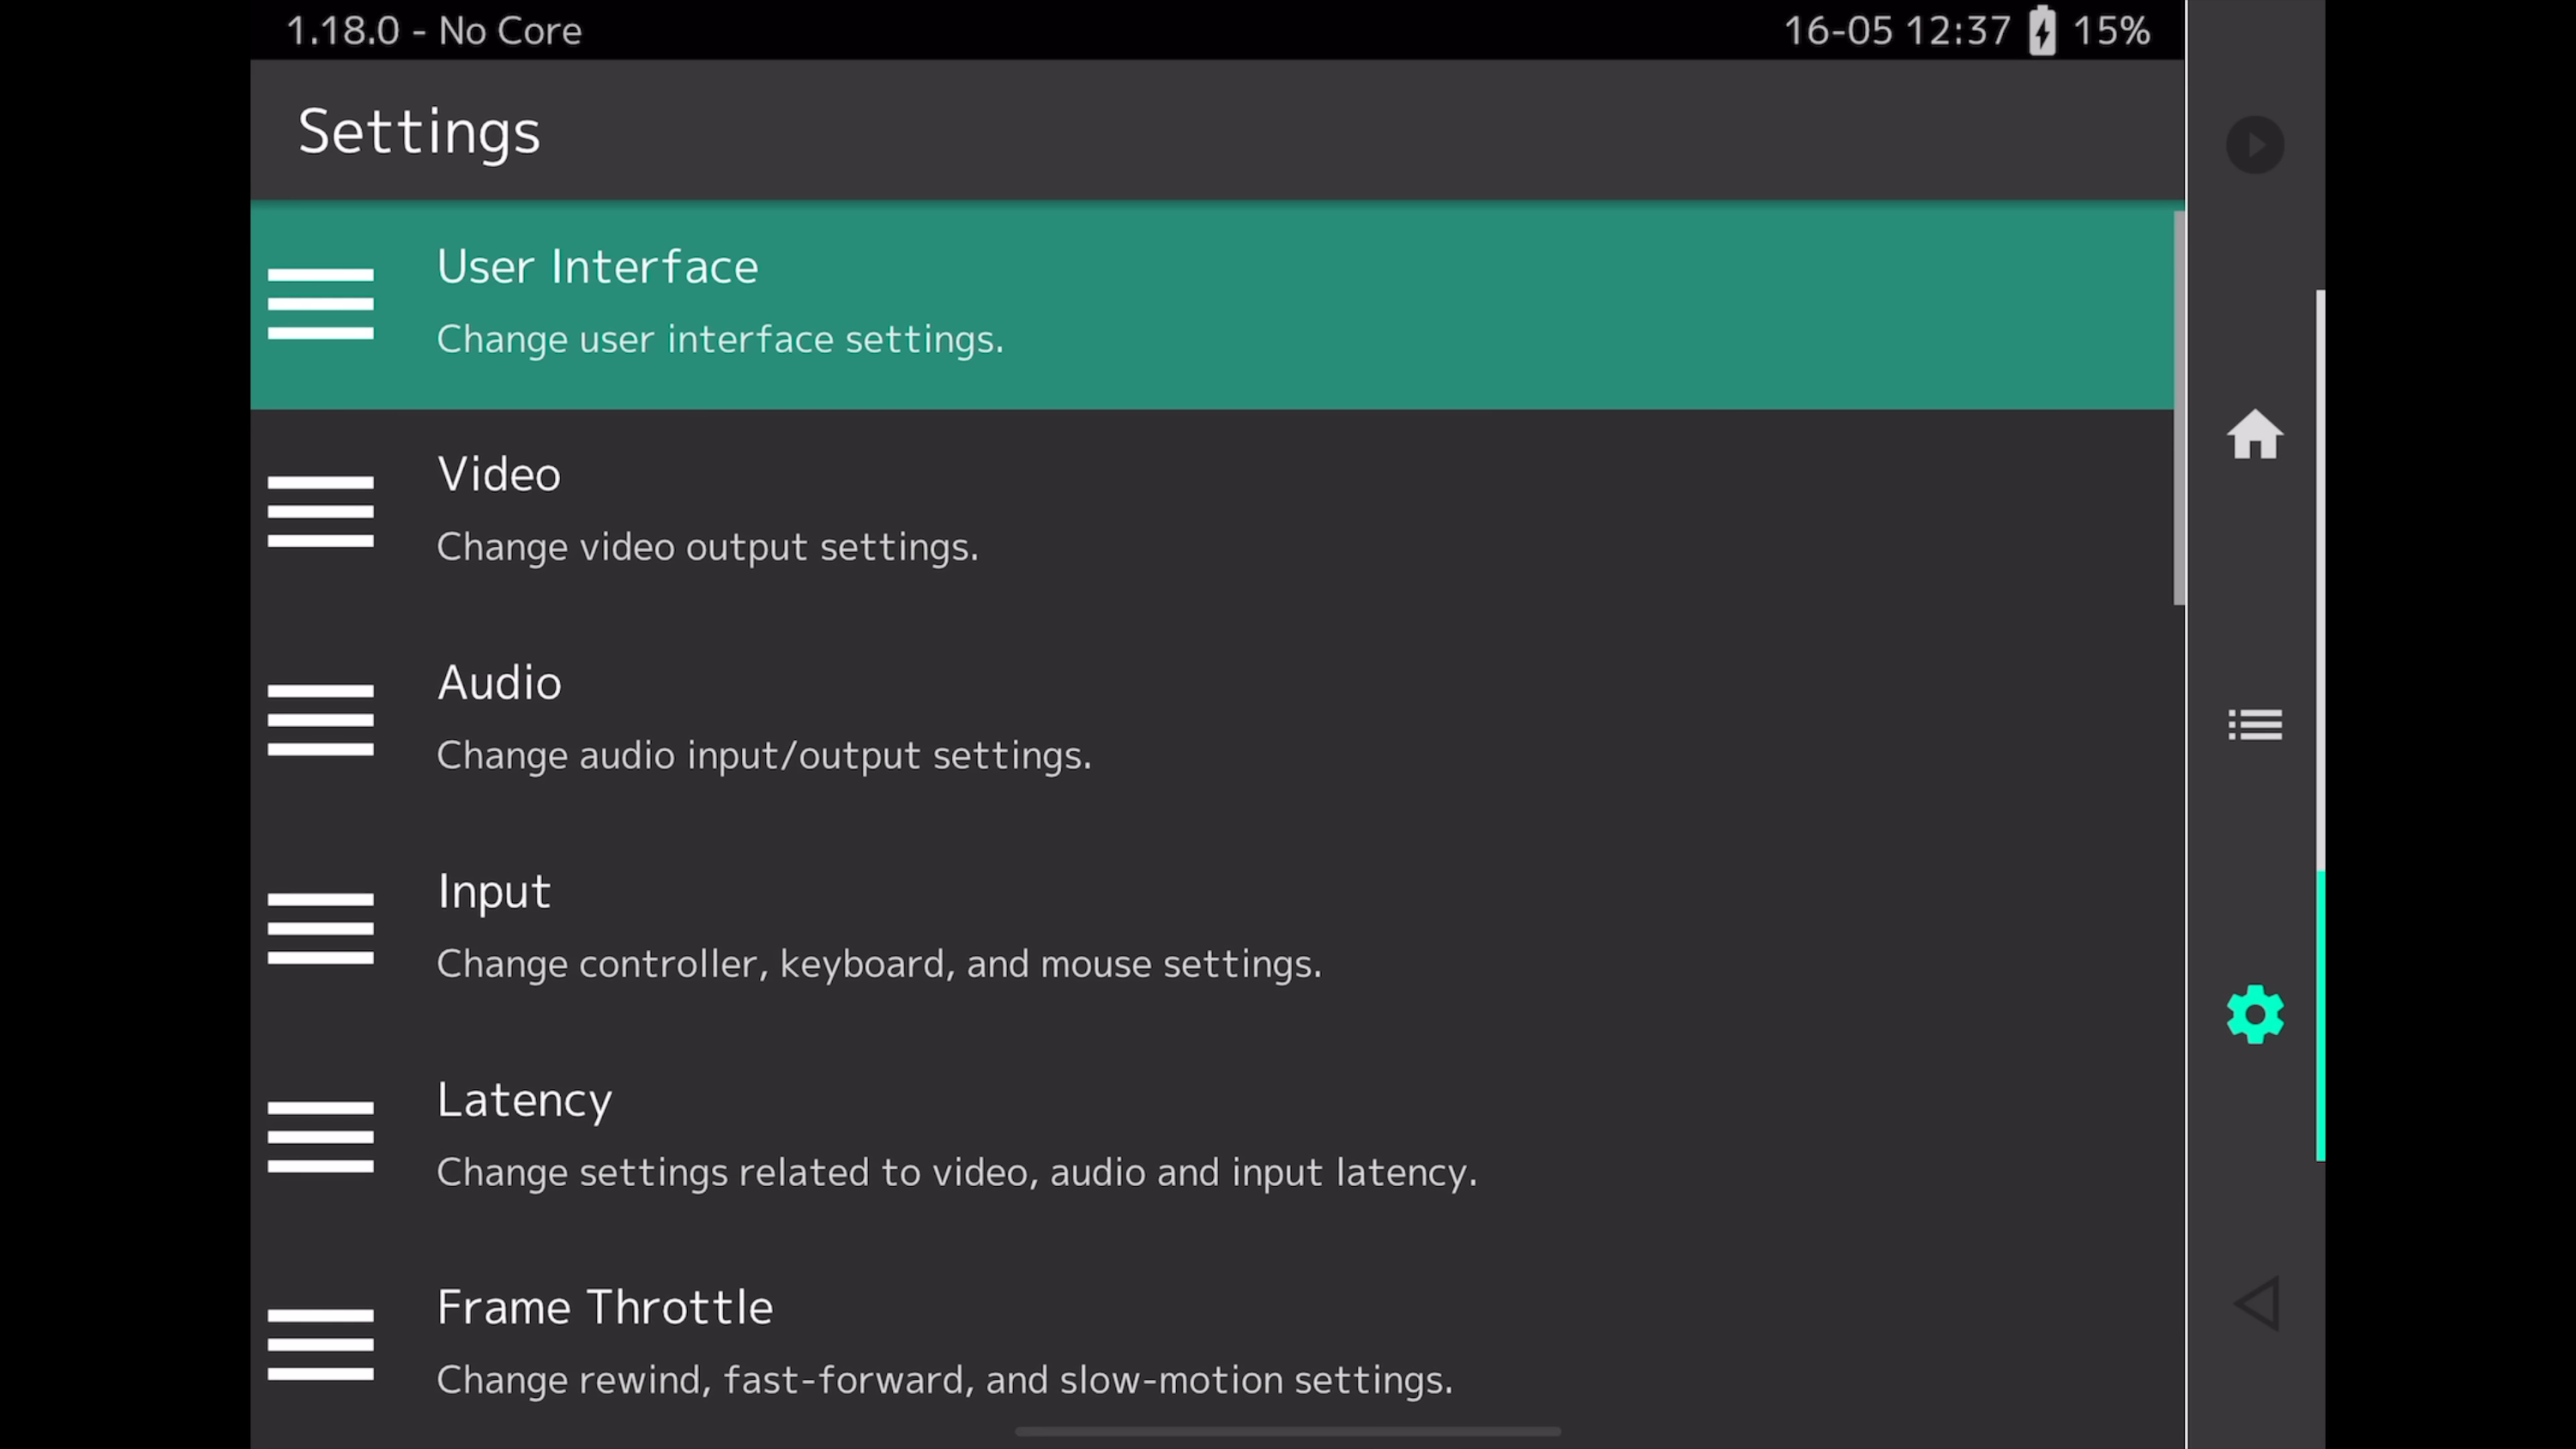 1.18.0 - No Core
16-05 12:37 15%
Settings
User Interface
Change user interface settings.
Video
Change video output settings.
Audio
Change audio input/output settings.
Input
Change controller, keyboard, and mouse settings.
Latency
Change settings related to video, audio and input latency.
Frame Throttle
Change rewind, fast-forward, and slow-motion settings.